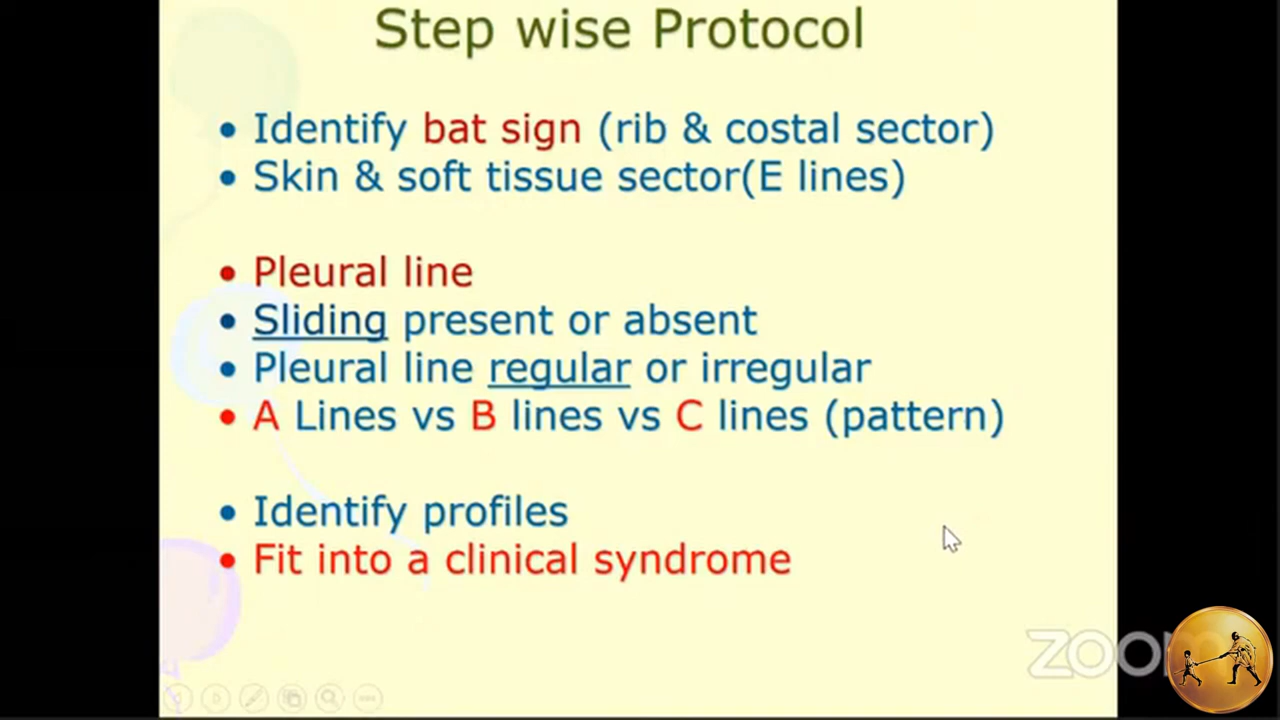 Step wise Protocol
• Identify bat sign (rib & costal sector)
• Skin & soft tissue sector(E lines)
• Pleural line
• Sliding present or absent
• Pleural line regular or irregular
• A Lines vs B lines vs C lines (pattern)
• Identify profiles
• Fit into a clinical syndrome